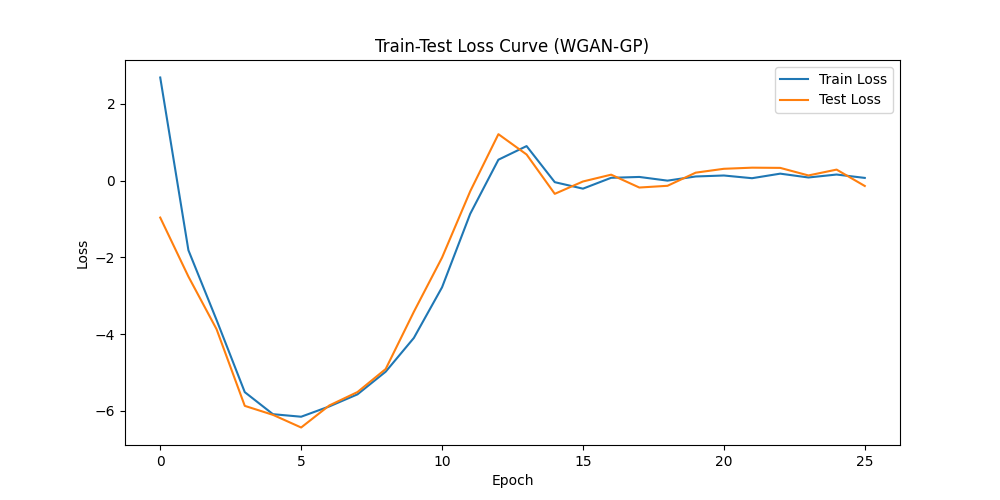 Train-Test Loss Curve (WGAN-GP)
Train Loss
Test Loss
2
0
−2
−4
−6
Loss
0 5 10 15 20 25
Epoch